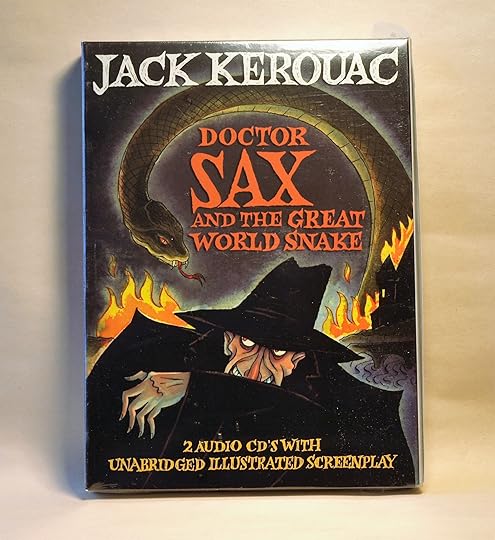 JACK KEROUAC
DOCTOR
SAX
AND THE GREAT
WORLD SNAKE
2 AUDIO CD'S WITH
UNABRIDGED ILLUSTRATED SCREENPLAY